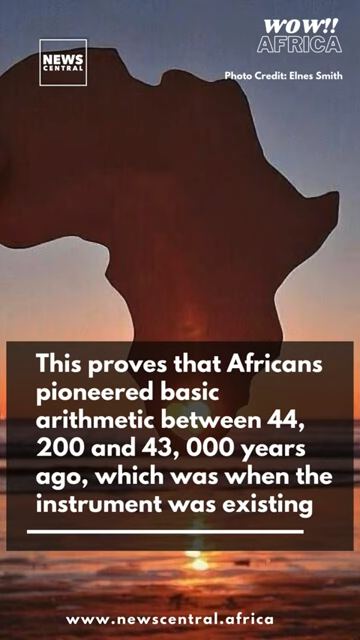 wow!!
AFRICA
NEWS
CENTRAL
Photo Credit: Elnes Smith
This proves that Africans
pioneered basic
arithmetic between 44,
200 and 43, 000 years
ago, which was when the
instrument was existing
www.newscentral.africa